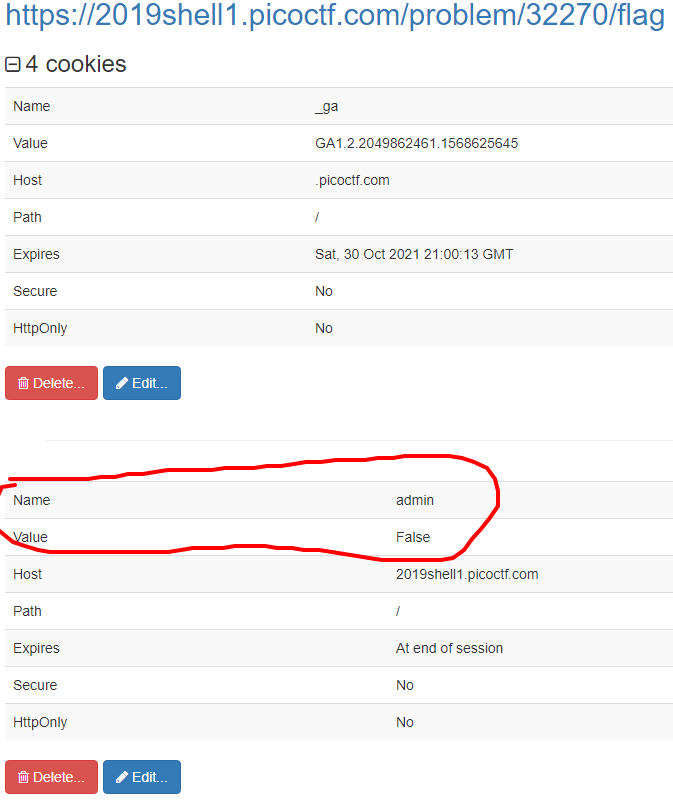 https://2019shell1.picoctf.com/problem/32270/flag
4 cookies
Name _ga
Value GA1.2.2049862461.1568625645
Host .picoctf.com
Path /
Expires Sat, 30 Oct 2021 21:00:13 GMT
Secure No
HttpOnly No
Delete... Edit...
Name admin
Value False
Host 2019shell1.picoctf.com
Path /
Expires At end of session
Secure No
HttpOnly No
Delete... Edit...